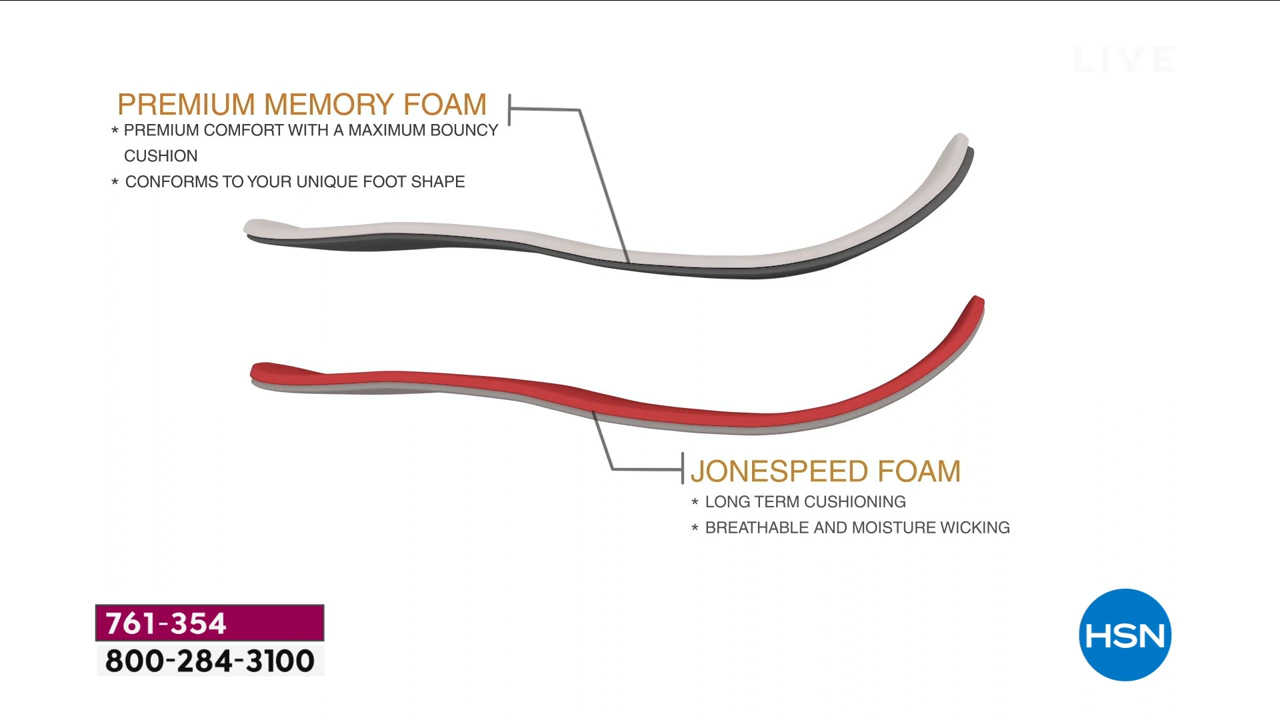 LIVE
PREMIUM MEMORY FOAM
* PREMIUM COMFORT WITH A MAXIMUM BOUNCY
CUSHION
* CONFORMS TO YOUR UNIQUE FOOT SHAPE
JONESPEED FOAM
* LONG TERM CUSHIONING
* BREATHABLE AND MOISTURE WICKING
761-354
800-284-3100
HSN